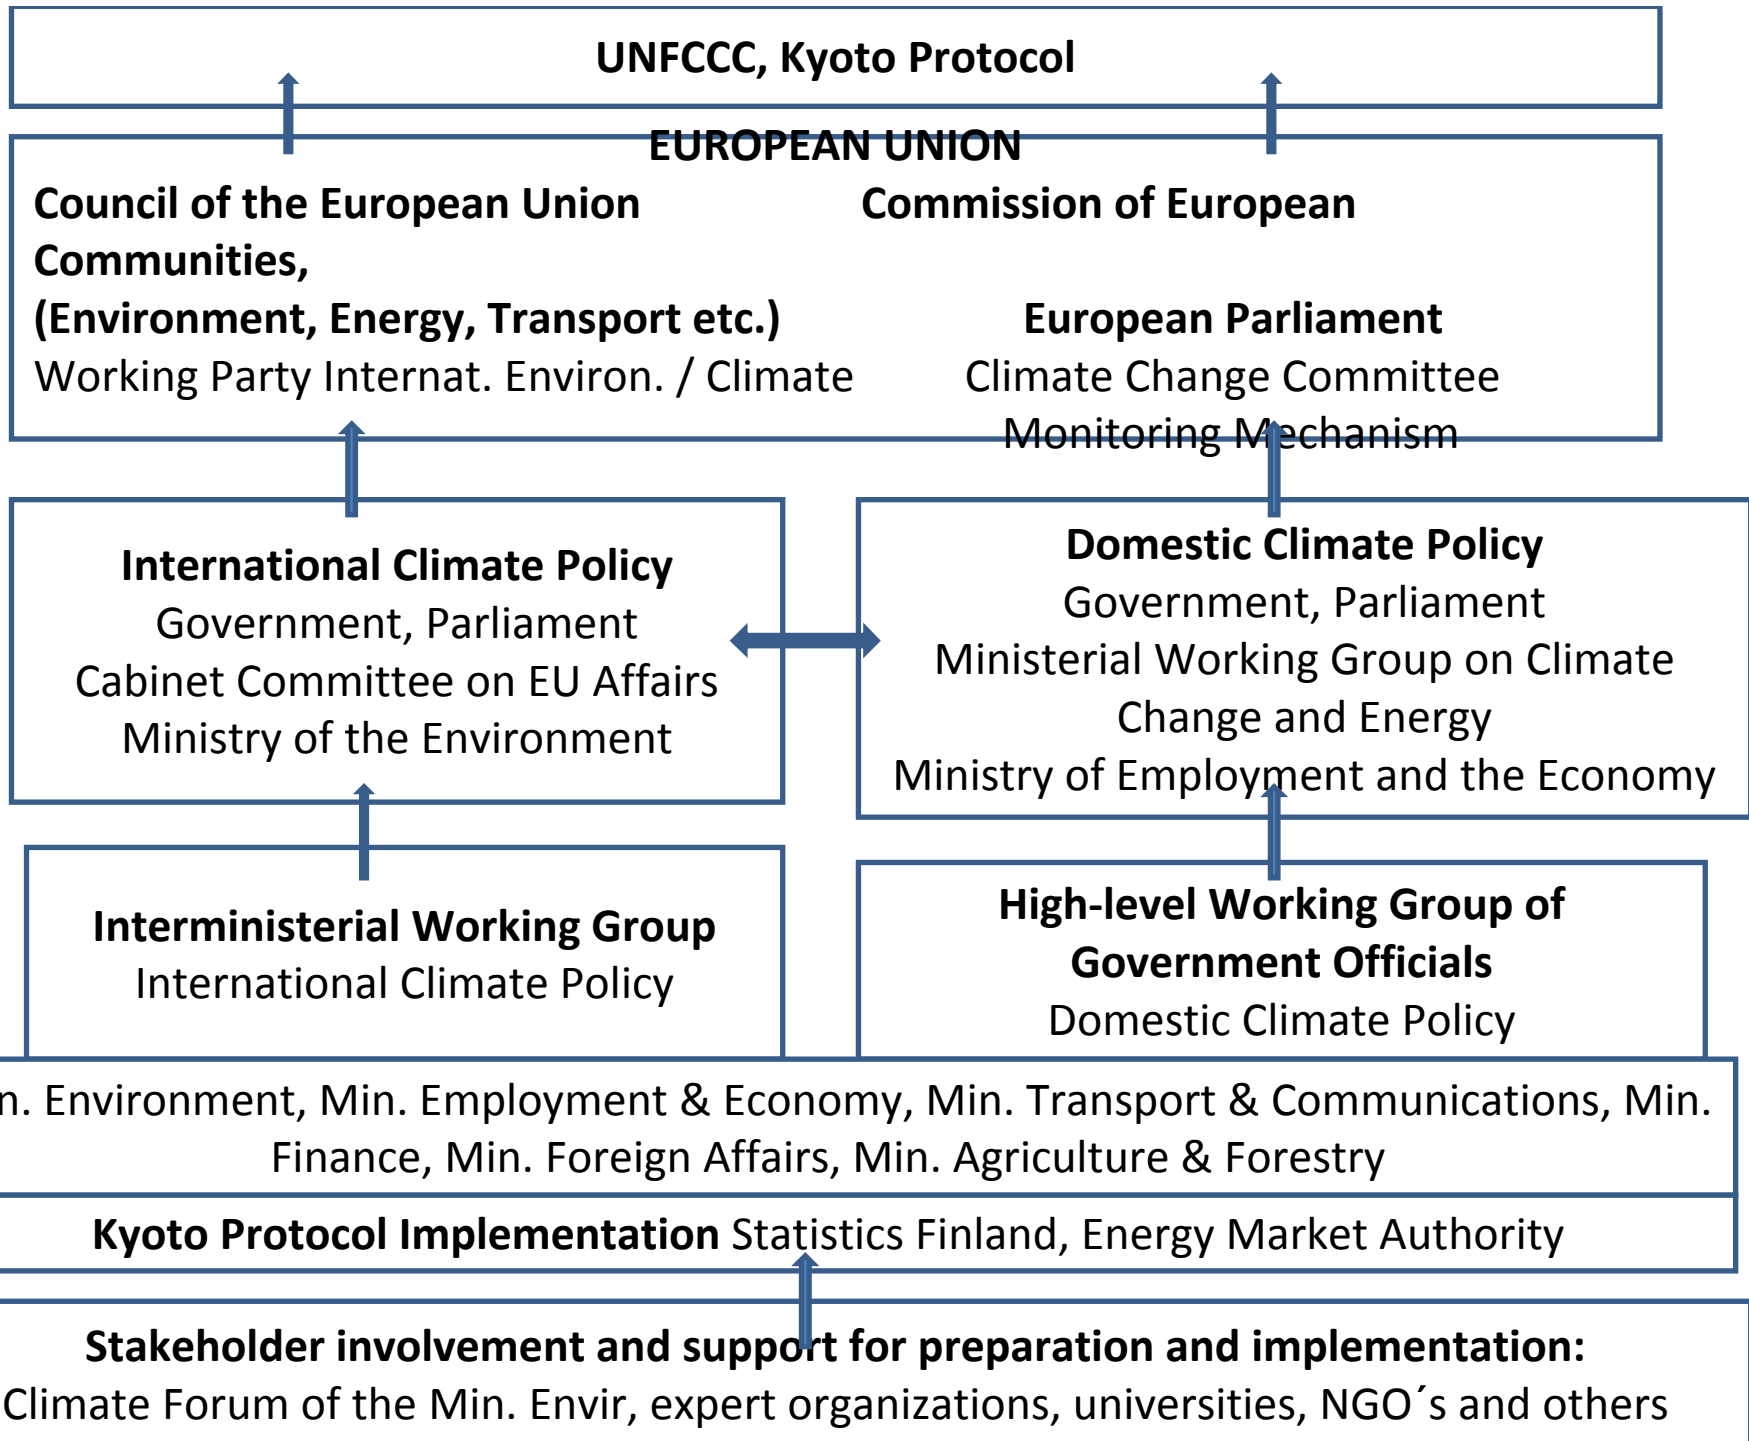 UNFCCC, Kyoto Protocol
EUROPEAN UNION
Council of the European Union Commission of European
Communities,
(Environment, Energy, Transport etc.) European Parliament
Working Party Internat. Environ. / Climate Climate Change Committee
Monitoring Mechanism
International Climate Policy
Government, Parliament
Cabinet Committee on EU Affairs
Ministry of the Environment
Domestic Climate Policy
Government, Parliament
Ministerial Working Group on Climate
Change and Energy
Ministry of Employment and the Economy
Interministerial Working Group
International Climate Policy
High-level Working Group of
Government Officials
Domestic Climate Policy
n. Environment, Min. Employment & Economy, Min. Transport & Communications, Min.
Finance, Min. Foreign Affairs, Min. Agriculture & Forestry
Kyoto Protocol Implementation Statistics Finland, Energy Market Authority
Stakeholder involvement and support for preparation and implementation:
Climate Forum of the Min. Envir, expert organizations, universities, NGO´s and others